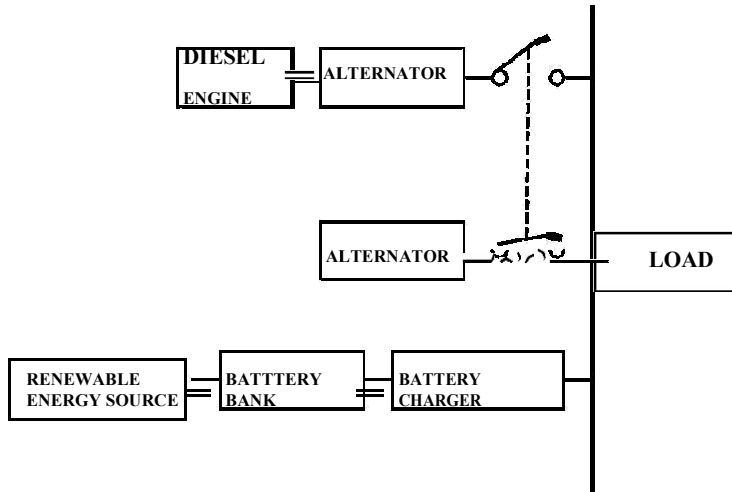 DIESEL
ENGINE
ALTERNATOR
ALTERNATOR
LOAD
RENEWABLE
ENERGY SOURCE
BATTTERY
BANK
BATTERY
CHARGER